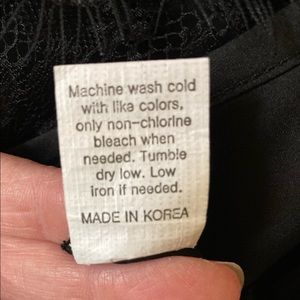 Machine wash cold
with like colors,
only non-chlorine
bleach when
needed. Tumble
dry low. Low
iron if needed.
MADE IN KOREA